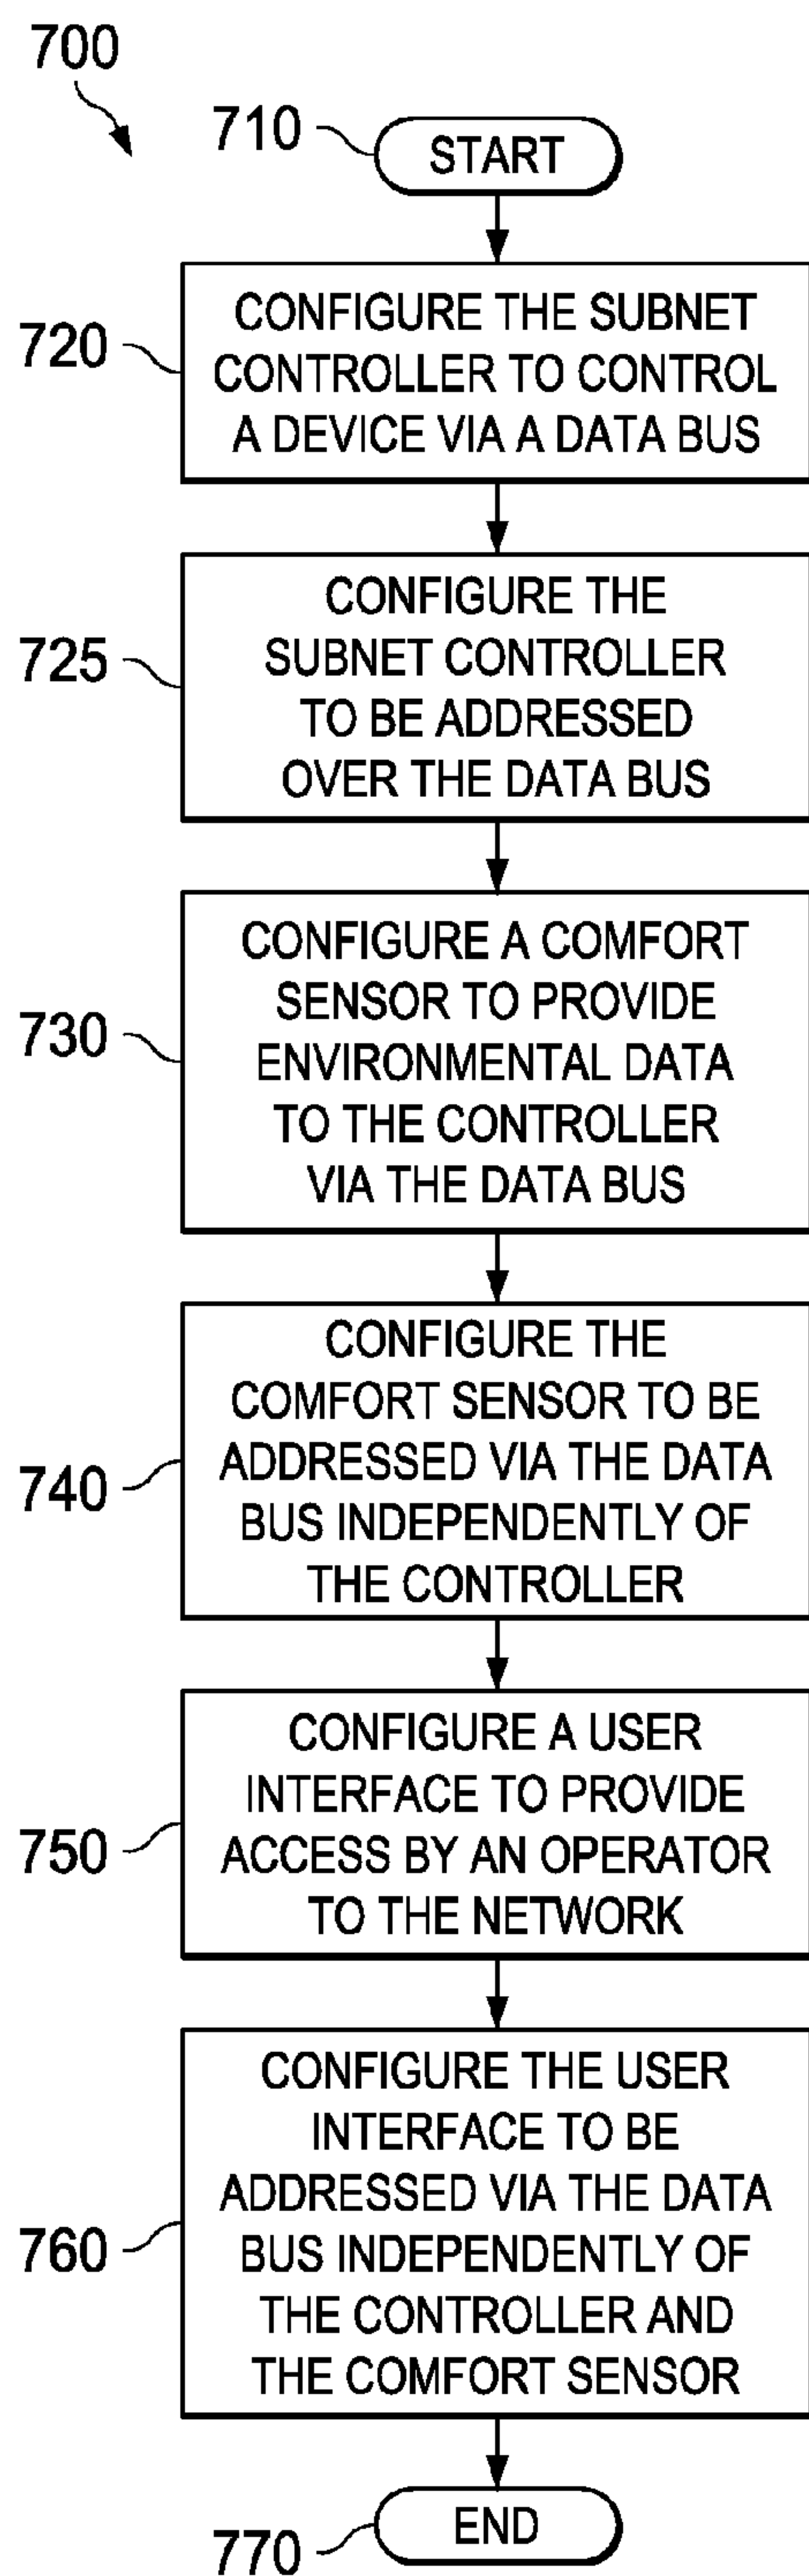 700
710
START
720
CONFIGURE THE SUBNET
CONTROLLER TO CONTROL
A DEVICE VIA A DATA BUS
725
CONFIGURE THE
SUBNET CONTROLLER
TO BE ADDRESSED
OVER THE DATA BUS
730
CONFIGURE A COMFORT
SENSOR TO PROVIDE
ENVIRONMENTAL DATA
TO THE CONTROLLER
VIA THE DATA BUS
740
CONFIGURE THE
COMFORT SENSOR TO BE
ADDRESSED VIA THE DATA
BUS INDEPENDENTLY OF
THE CONTROLLER
750
CONFIGURE A USER
INTERFACE TO PROVIDE
ACCESS BY AN OPERATOR
TO THE NETWORK
760
CONFIGURE THE USER
INTERFACE TO BE
ADDRESSED VIA THE DATA
BUS INDEPENDENTLY OF
THE CONTROLLER AND
THE COMFORT SENSOR
770
END